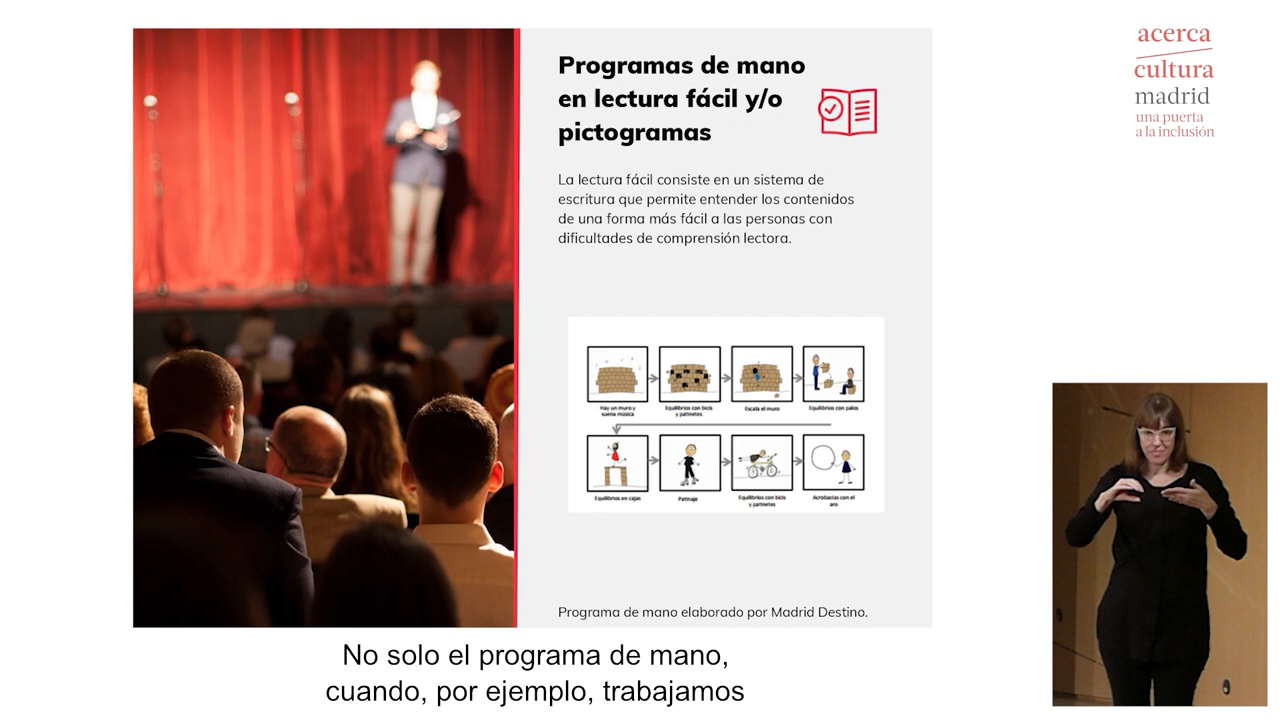 Programas de mano
en lectura fácil y/o
pictogramas
La lectura fácil consiste en un sistema de
escritura que permite entender los contenidos
de una forma más fácil a las personas con
dificultades de comprensión lectora.
Hay un muro y
suena música
Equilibrios con bicis
y patinetes
Escala el muro
Equilibrios con palos
Equilibrios en cajas
Patinaje
Equilibrios con bicis
y patinetes
Acrobacias con el
aro
Programa de mano elaborado por Madrid Destino.
acerca
cultura
madrid
una puerta
a la inclusión
No solo el programa de mano,
cuando, por ejemplo, trabajamos